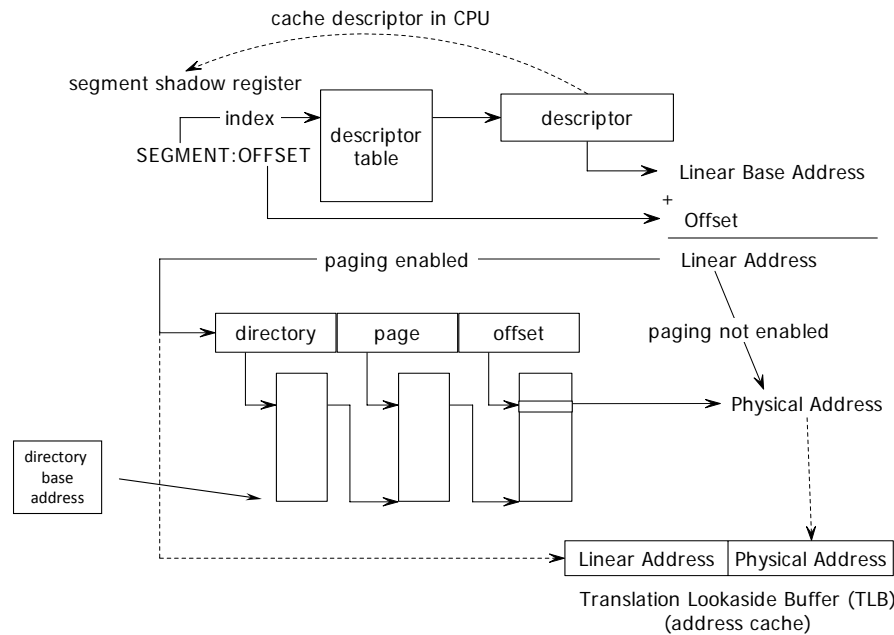 cache descriptor in CPU
segment shadow register
index
SEGMENT:OFFSET
descriptor
table
descriptor
Linear Base Address
+
Offset
paging enabled
Linear Address
directory
page
offset
paging not enabled
Physical Address
directory
base
address
Linear Address
Physical Address
Translation Lookaside Buffer (TLB)
(address cache)